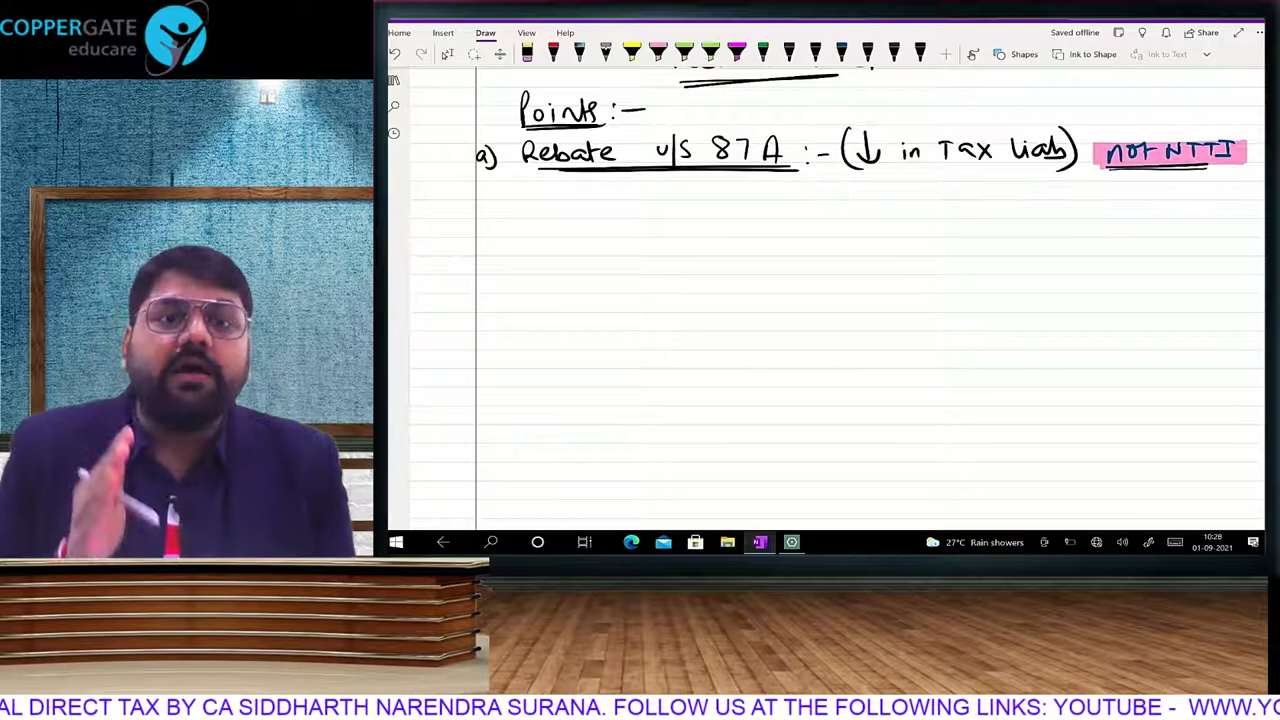 COPPERGATE
educare
Home Insert Draw View Help Saved offline Share
Shapes Ink to Shape Ink to Text
Points :-
a) Rebate u/s 87A :- (↓ in Tax liab) not NTTI
27°C Rain showers 10:28
01-09-2021
AL DIRECT TAX BY CA SIDDHARTH NARENDRA SURANA. FOLLOW US AT THE FOLLOWING LINKS: YOUTUBE - WWW.YO